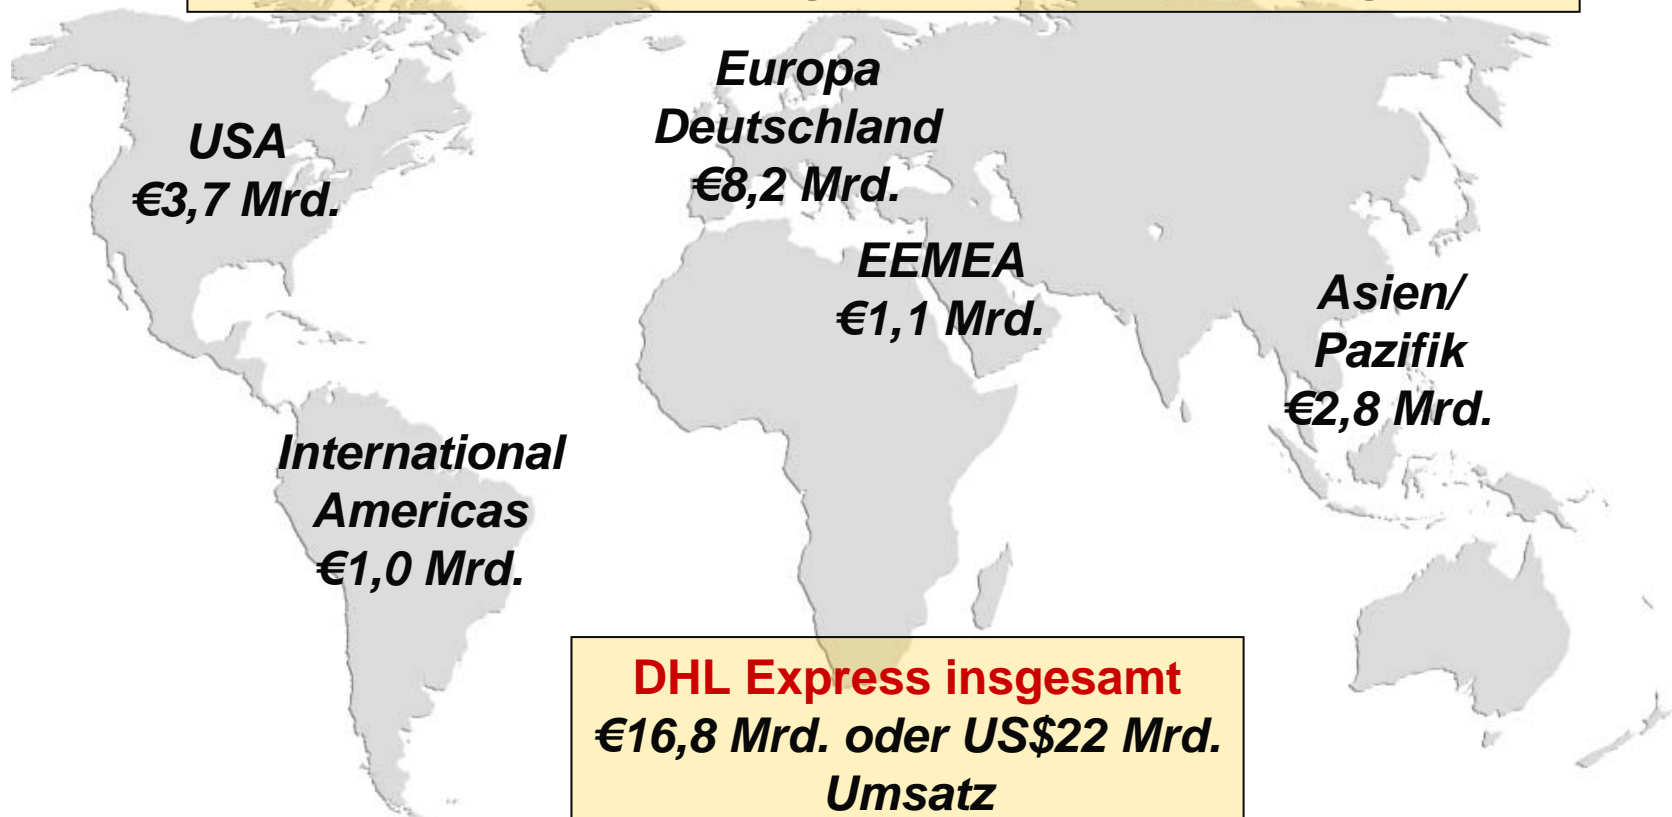 Europa
Deutschland
€8,2 Mrd.
USA
€3,7 Mrd.
EEMEA
€1,1 Mrd.
Asien/
Pazifik
€2,8 Mrd.
International
Americas
€1,0 Mrd.
DHL Express insgesamt
€16,8 Mrd. oder US$22 Mrd.
Umsatz